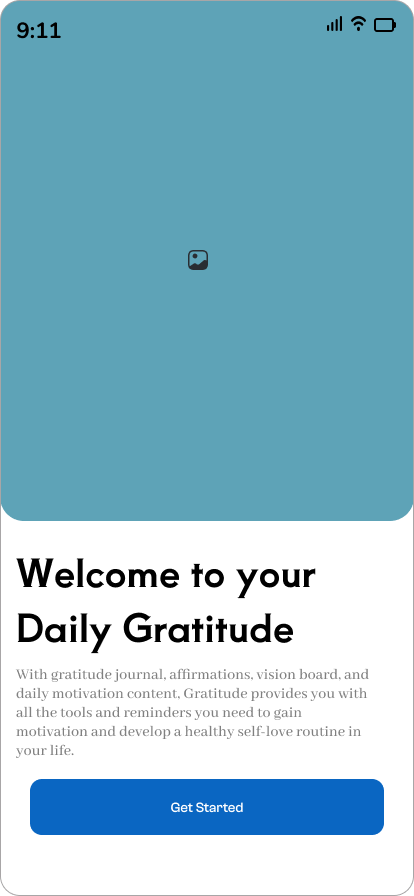 9:11
Welcome to your
Daily Gratitude
With gratitude journal, affirmations, vision board, and
daily motivation content, Gratitude provides you with
all the tools and reminders you need to gain
motivation and develop a healthy self-love routine in
your life.
Get Started